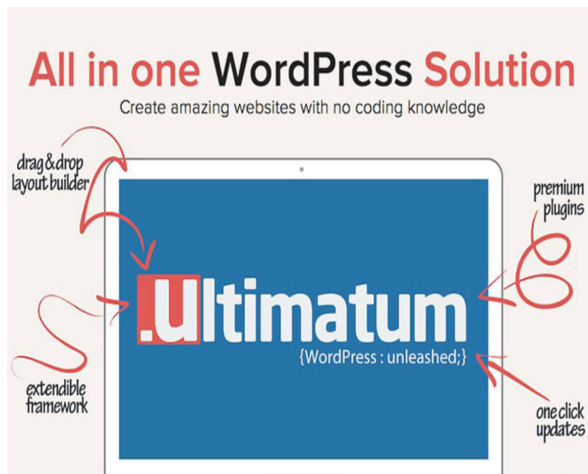 All in one WordPress Solution
Create amazing websites with no coding knowledge
drag & drop
layout builder
premium
plugins
.ultimatum
{WordPress : unleashed;}
extendible
framework
one click
updates